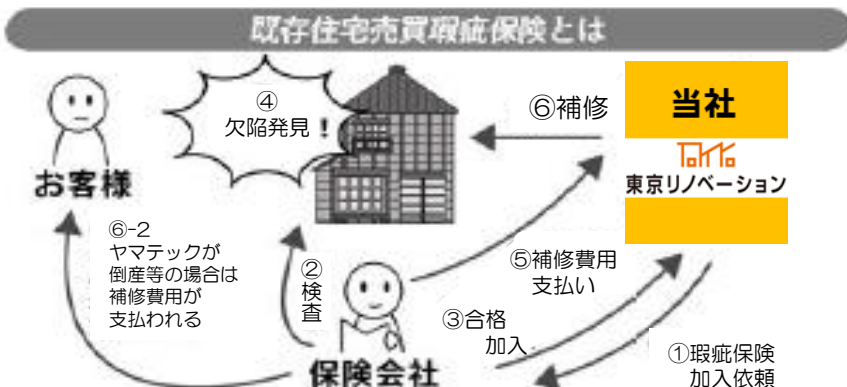 既存住宅売買瑕疵保険とは
④
欠陥発見！
お客様
⑥補修
当社
東京リノベーション
⑥-2
ヤマテックが
倒産等の場合は
補修費用が
支払われる
②
検
査
⑤補修費用
支払い
③合格
加入
保険会社
①瑕疵保険
加入依頼